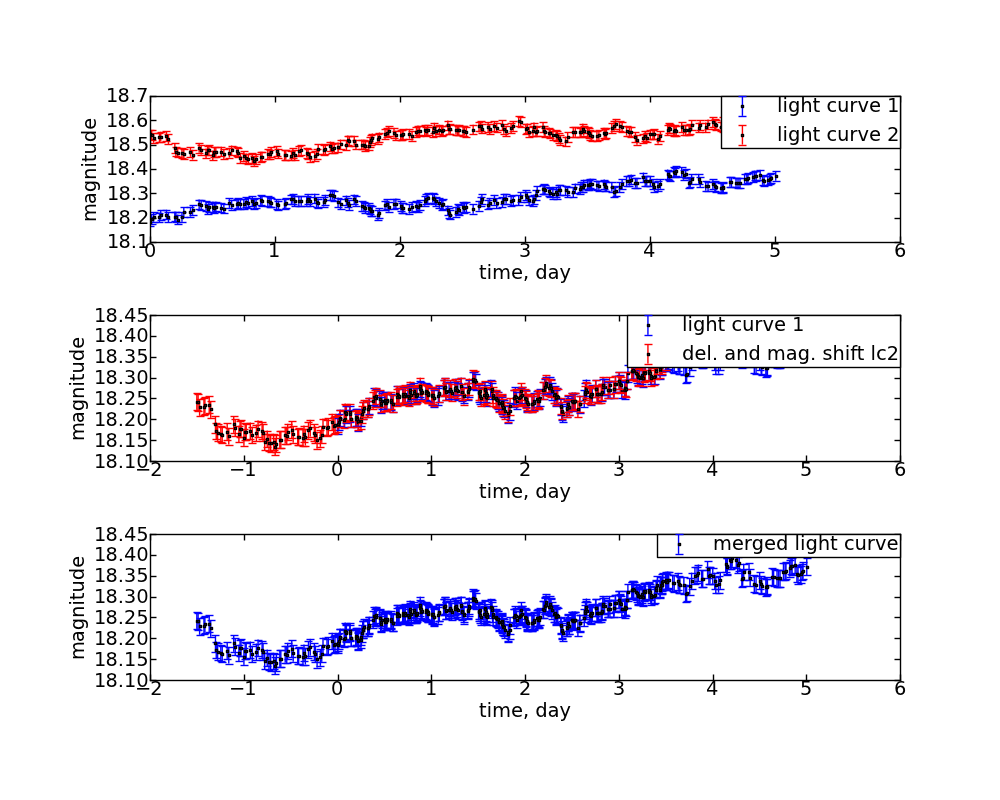 18.7
18.6
18.5
18.4
18.3
18.2
18.1
magnitude
light curve 1
light curve 2
0 1 2 3 4 5 6
time, day
18.45
18.40
18.35
18.30
18.25
18.20
18.15
18.10
magnitude
light curve 1
del. and mag. shift lc2
−2 −1 0 1 2 3 4 5 6
time, day
18.45
18.40
18.35
18.30
18.25
18.20
18.15
18.10
magnitude
merged light curve
−2 −1 0 1 2 3 4 5 6
time, day